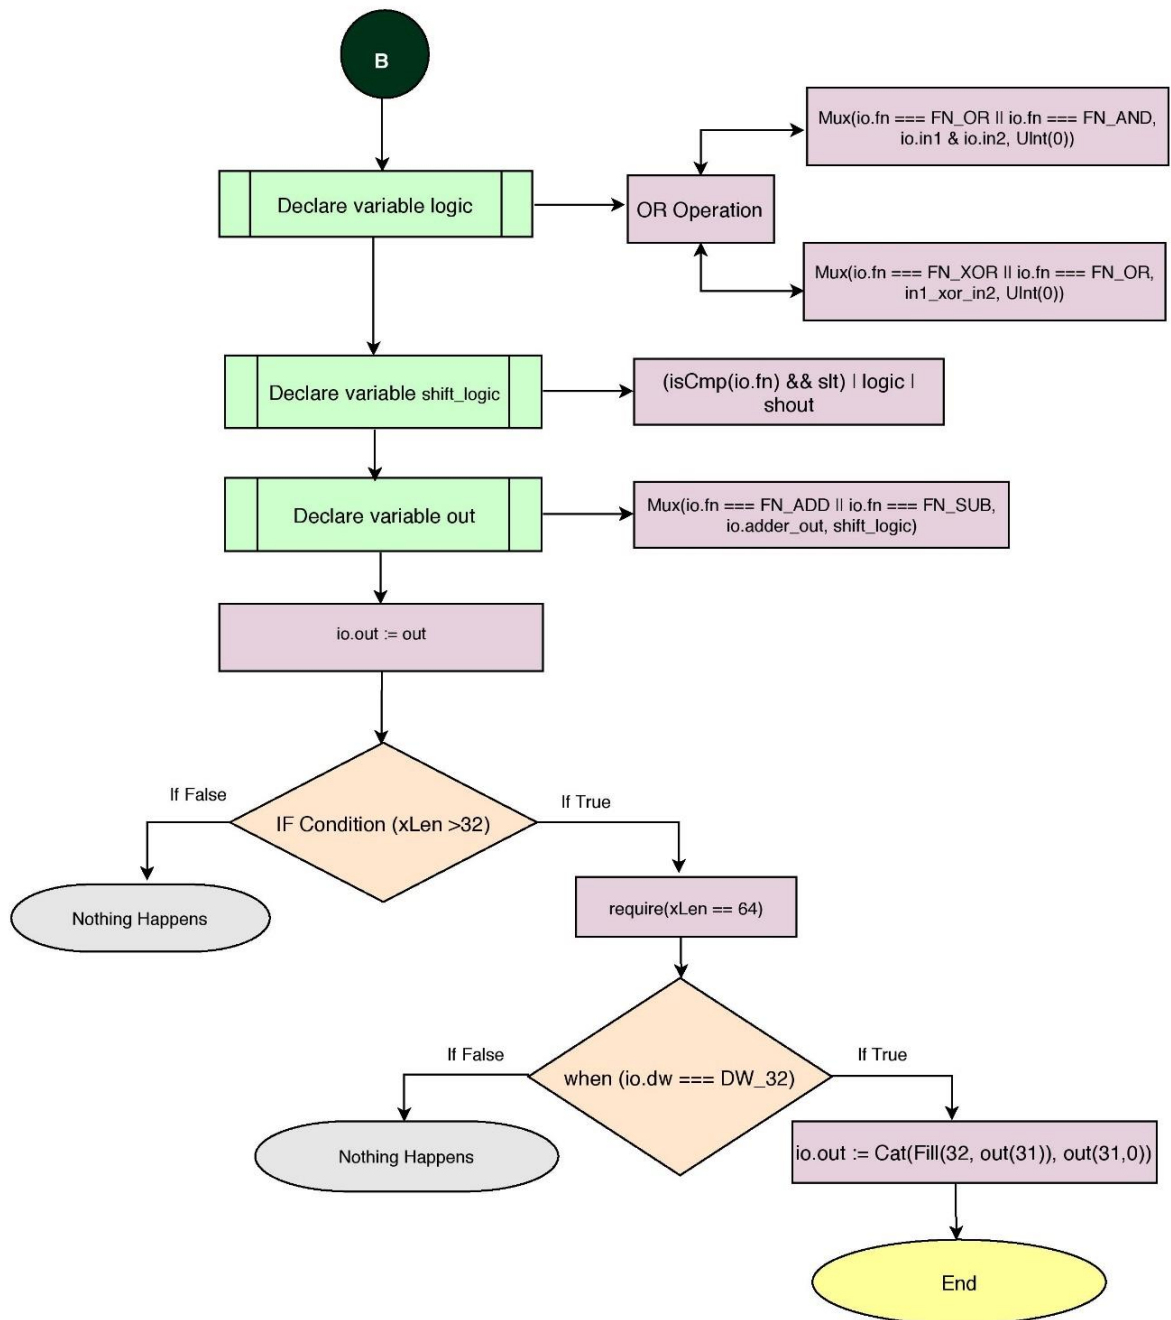 B
Declare variable logic
OR Operation
Mux(io.fn === FN_OR || io.fn === FN_AND,
io.in1 & io.in2, UInt(0))
Mux(io.fn === FN_XOR || io.fn === FN_OR,
in1_xor_in2, UInt(0))
Declare variable shift_logic
(isCmp(io.fn) && slt) | logic |
shout
Declare variable out
Mux(io.fn === FN_ADD || io.fn === FN_SUB,
io.adder_out, shift_logic)
io.out := out
IF Condition (xLen >32)
If False
If True
Nothing Happens
require(xLen == 64)
when (io.dw === DW_32)
If False
If True
Nothing Happens
io.out := Cat(Fill(32, out(31)), out(31,0))
End